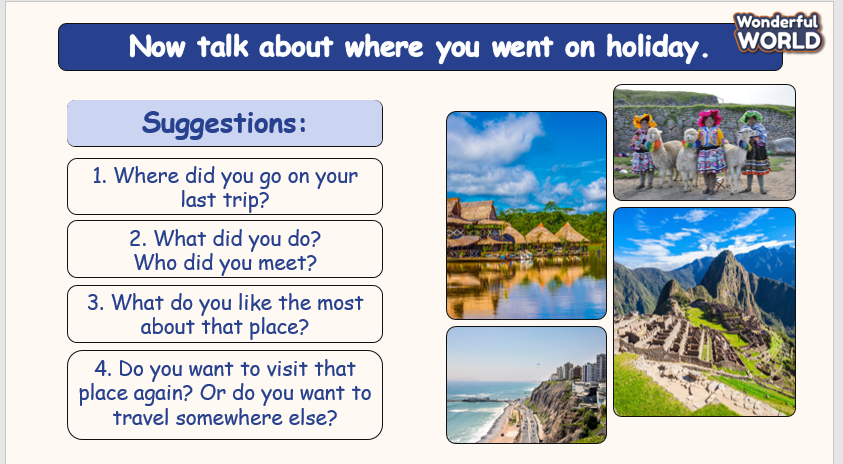 Now talk about where you went on holiday.
Wonderful
WORLD
Suggestions:
1. Where did you go on your
last trip?
2. What did you do?
Who did you meet?
3. What do you like the most
about that place?
4. Do you want to visit that
place again? Or do you want to
travel somewhere else?